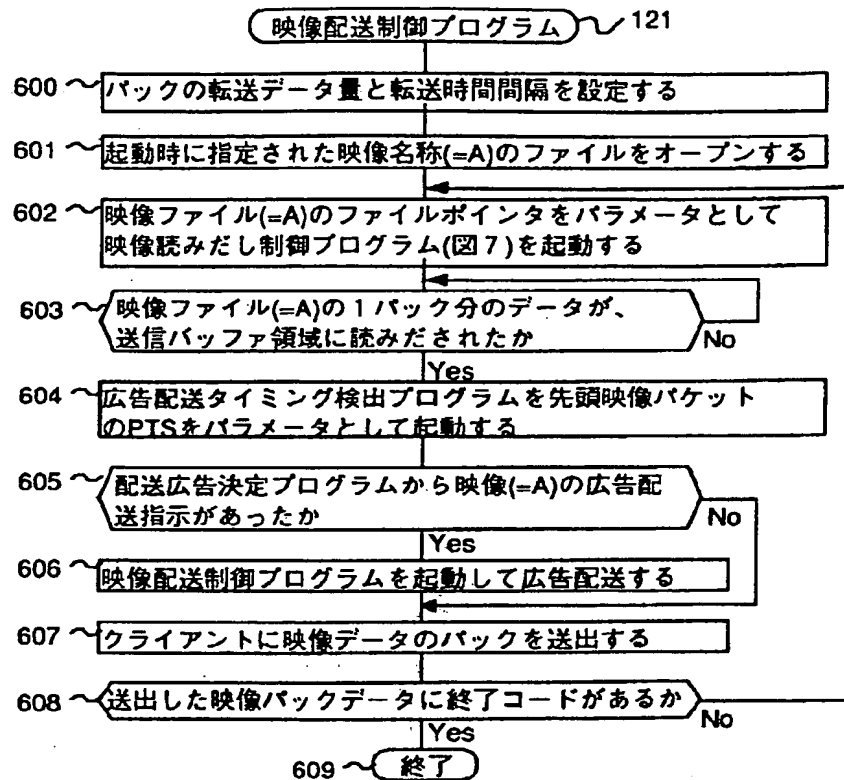 映像配送制御プログラム
121
600
パックの転送データ量と転送時間間隔を設定する
601
起動時に指定された映像名称(=A)のファイルをオープンする
602
映像ファイル(=A)のファイルポインタをパラメータとして
映像読みだし制御プログラム(図7)を起動する
603
映像ファイル(=A)の1パック分のデータが、
送信バッファ領域に読みだされたか
No
Yes
604
広告配送タイミング検出プログラムを先頭映像パケット
のPTSをパラメータとして起動する
605
配送広告決定プログラムから映像(=A)の広告配
送指示があったか
No
Yes
606
映像配送制御プログラムを起動して広告配送する
607
クライアントに映像データのパックを送出する
608
送出した映像パックデータに終了コードがあるか
No
Yes
609
終了